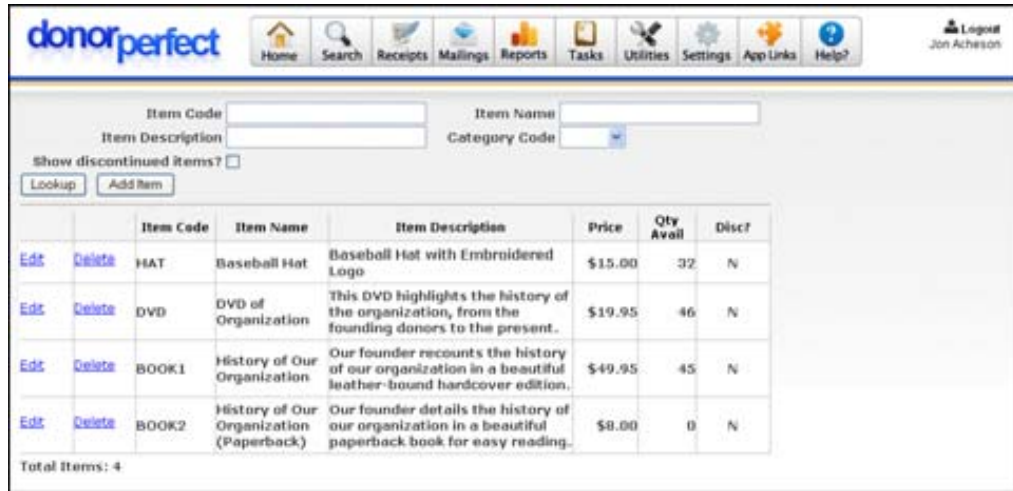 donorperfect
Home Search Receipts Mailings Reports Tasks Utilities Settings App Links Help?
Logout
Jon Acheson
Item Code Item Name
Item Description Category Code
Show discontinued items?
Lookup Add Item
Item Code Item Name Item Description Price Qty Avail Disc?
Edit Delete HAT Baseball Hat Baseball Hat with Embroidered
Logo $15.00 32 N
Edit Delete DVD DVD of
Organization This DVD highlights the history of
the organization, from the
founding donors to the present. $19.95 46 N
Edit Delete BOOK1 History of Our
Organization Our founder recounts the history
of our organization in a beautiful
leather-bound hardcover edition. $49.95 45 N
Edit Delete BOOK2 History of Our
Organization
(Paperback) Our founder details the history of
our organization in a beautiful
paperback book for easy reading. $8.00 0 N
Total Items: 4